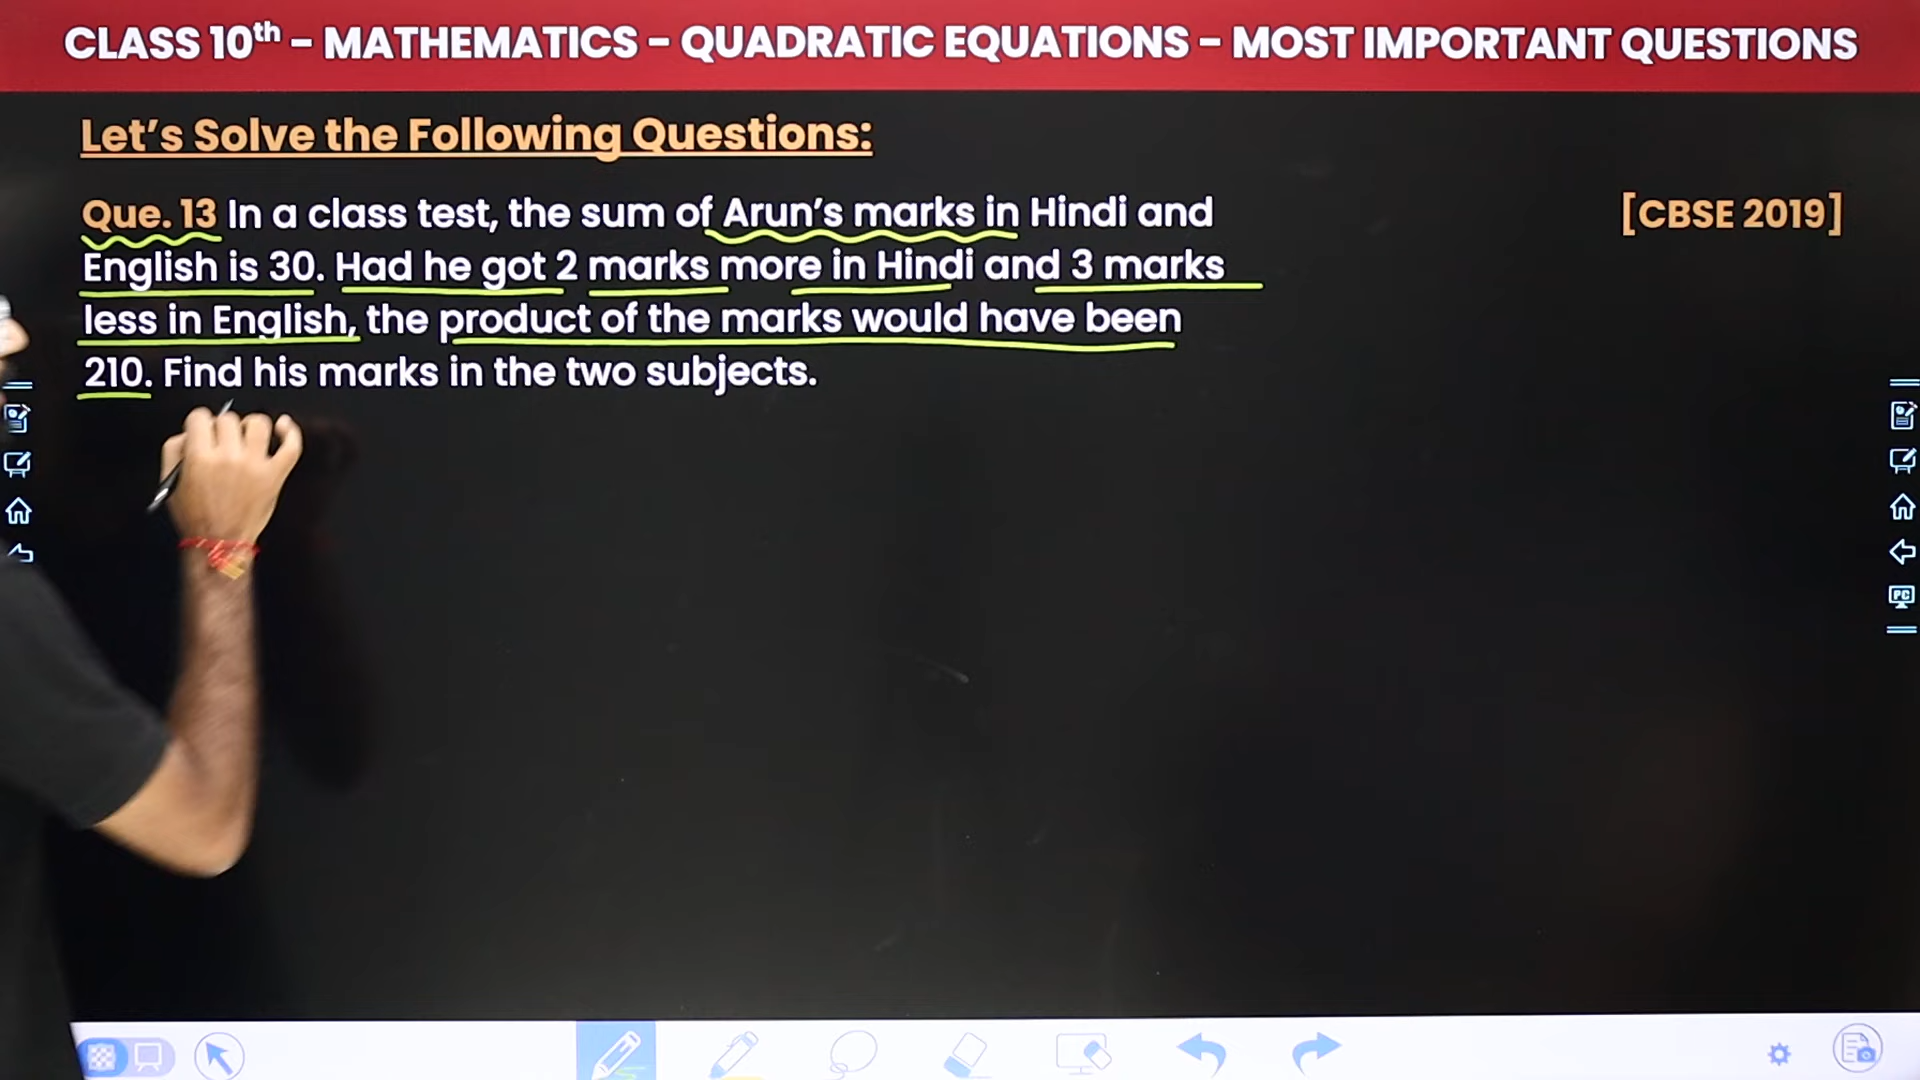 CLASS 10th – MATHEMATICS – QUADRATIC EQUATIONS – MOST IMPORTANT QUESTIONS
Let's Solve the Following Questions:
Que. 13 In a class test, the sum of Arun's marks in Hindi and
[CBSE 2019]
English is 30. Had he got 2 marks more in Hindi and 3 marks
less in English, the product of the marks would have been
210. Find his marks in the two subjects.
PC